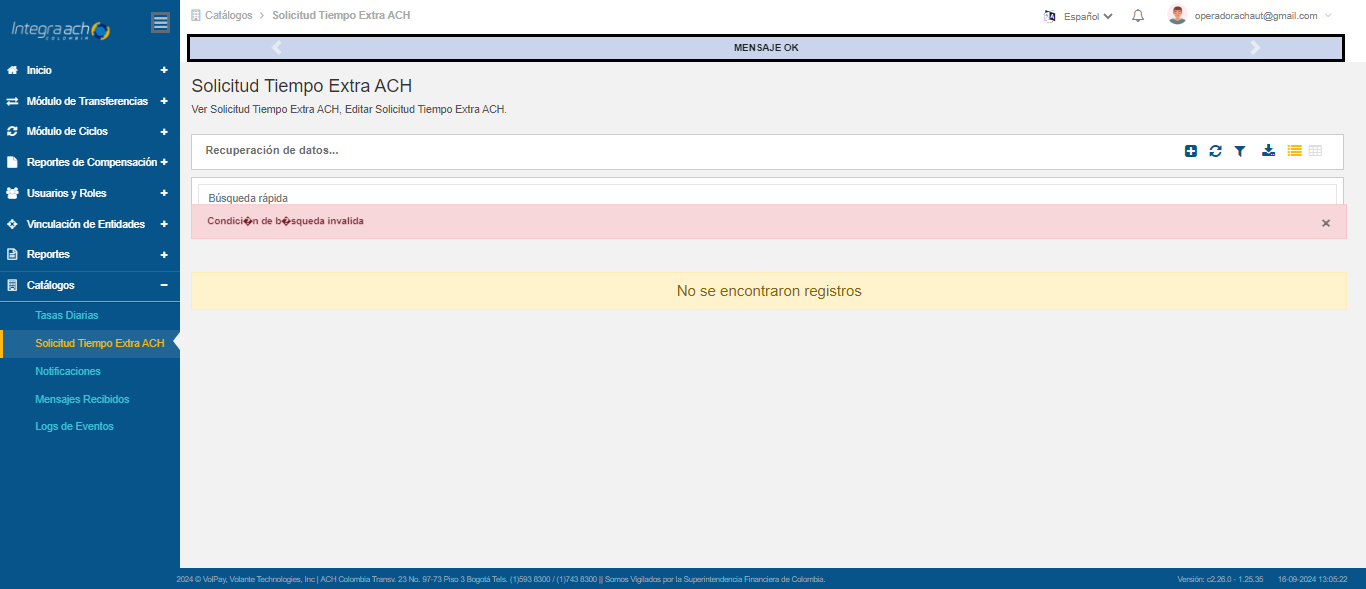 Integra ach
COLOMBIA
Catálogos > Solicitud Tiempo Extra ACH
Español
operadorachaut@gmail.com
MENSAJE OK
Inicio +
Módulo de Transferencias +
Módulo de Ciclos +
Reportes de Compensación +
Usuarios y Roles +
Vinculación de Entidades +
Reportes +
Catálogos −
Tasas Diarias
Solicitud Tiempo Extra ACH
Notificaciones
Mensajes Recibidos
Logs de Eventos
Solicitud Tiempo Extra ACH
Ver Solicitud Tiempo Extra ACH, Editar Solicitud Tiempo Extra ACH.
Recuperación de datos...
Búsqueda rápida
Condici�n de b�squeda invalida ×
No se encontraron registros
2024 © VolPay, Volante Technologies, Inc | ACH Colombia Transv. 23 No. 97-73 Piso 3 Bogotá Tels. (1)593 8300 / (1)743 8300 || Somos Vigilados por la Superintendencia Financiera de Colombia.
Versión: c2.26.0 - 1.25.35 16-09-2024 13:05:22